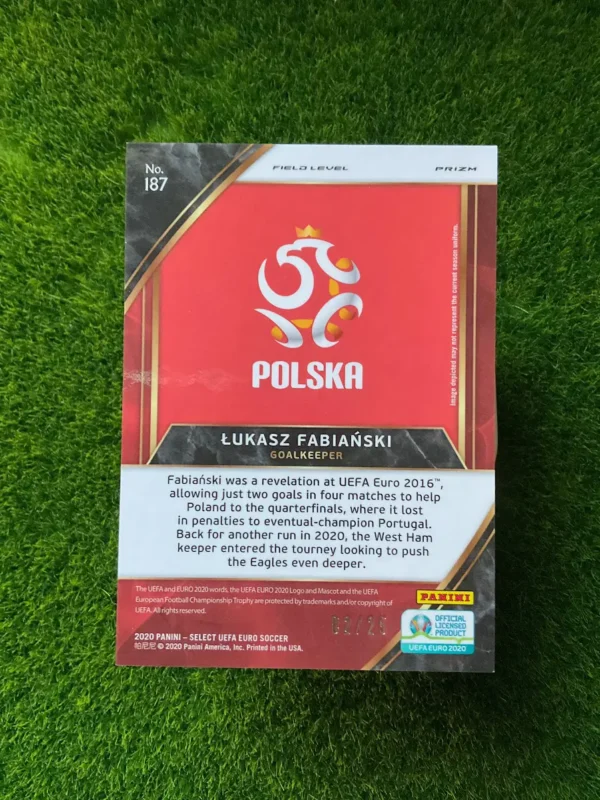 No.
187
FIELD LEVEL
PRIZM
Image depicted may not represent the current season uniform.
POLSKA
ŁUKASZ FABIAŃSKI
GOALKEEPER
Fabiański was a revelation at UEFA Euro 2016™,
allowing just two goals in four matches to help
Poland to the quarterfinals, where it lost
in penalties to eventual-champion Portugal.
Back for another run in 2020, the West Ham
keeper entered the tourney looking to push
the Eagles even deeper.
The UEFA and EURO 2020 words, the UEFA EURO 2020 Logo and Mascot and the UEFA
European Football Championship Trophy are protected by trademarks and/or copyright of
UEFA. All rights reserved.
PANINI
OFFICIAL
LICENSED
PRODUCT
UEFA EURO 2020
2020 PANINI – SELECT UEFA EURO SOCCER
帕尼尼 © 2020 Panini America, Inc. Printed in the USA.